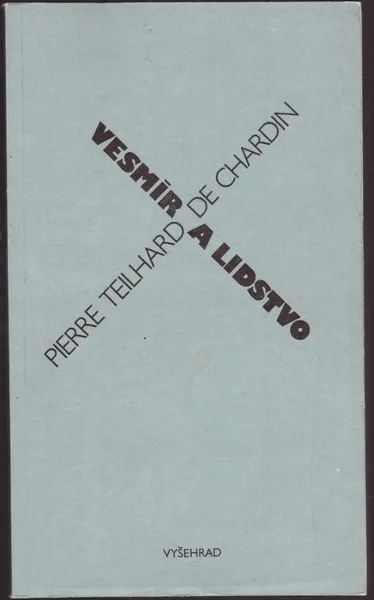 PIERRE TEILHARD DE CHARDIN
VESMÍR A LIDSTVO
VYŠEHRAD